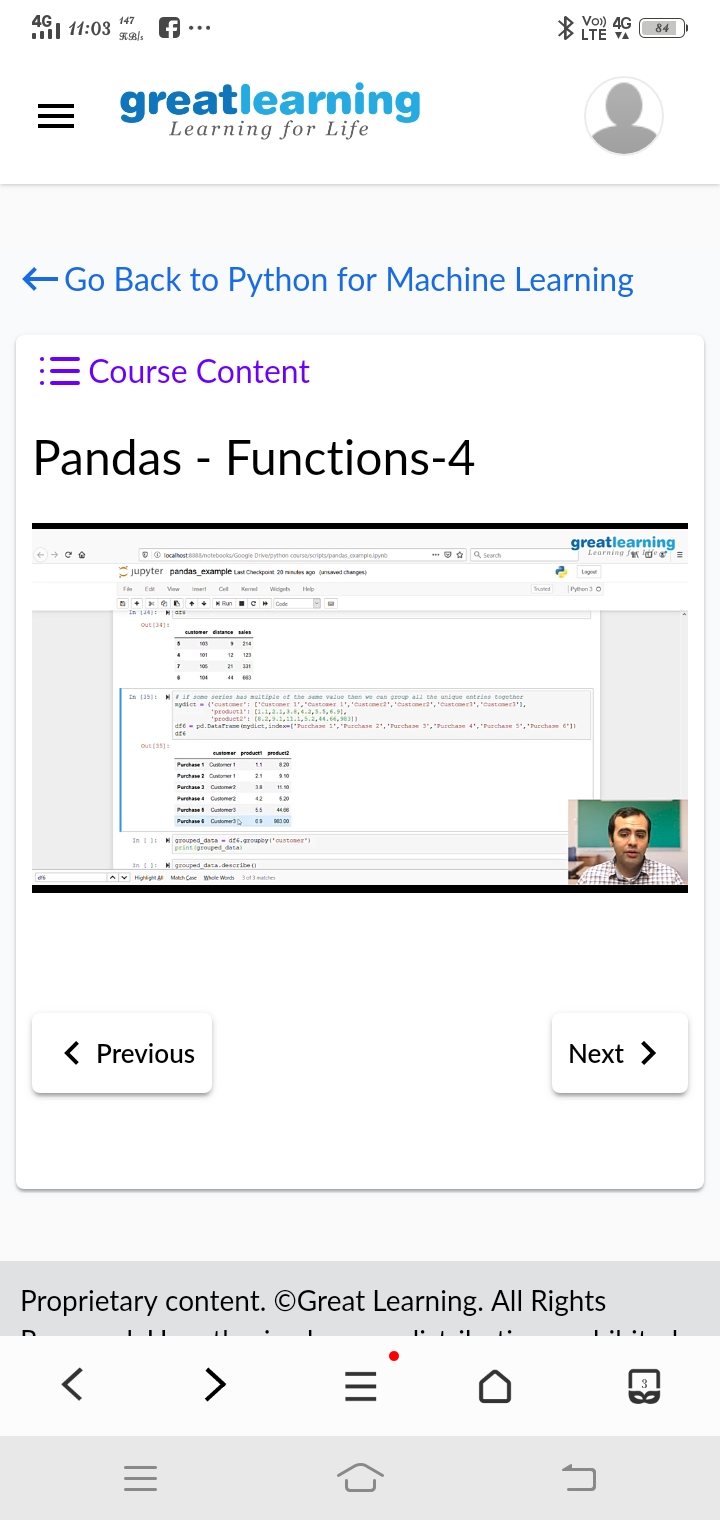 4G 11:03 147 Vo)) LTE 4G 84
greatlearning
Learning for Life
Go Back to Python for Machine Learning
Course Content
Pandas - Functions-4
greatlearning
Learning for Life
localhost:8888/notebooks/Google Drive/python course/scripts/pandas_example.ipynb
Search
jupyter pandas_example Last Checkpoint: 20 minutes ago (unsaved changes)
Logout
File Edit View Insert Cell Kernel Widgets Help
Trusted Python 3
Run Code
In [34]: df8
Out[34]:
customer distance sales
5 103 9 214
4 101 12 123
7 105 21 331
6 104 44 663
In [35]: # if some series has multiple of the same value then we can group all the unique entries together
mydict = {'customer': ['Customer 1','Customer 1','Customer2','Customer2','Customer3','Customer3'],
'product1': [1.1,2.1,3.8,4.2,5.5,6.9],
'product2': [8.2,9.1,11.1,5.2,44.66,983]}
df6 = pd.DataFrame(mydict,index=['Purchase 1','Purchase 2','Purchase 3','Purchase 4','Purchase 5','Purchase 6'])
df6
Out[35]:
customer product1 product2
Purchase 1 Customer 1 1.1 8.20
Purchase 2 Customer 1 2.1 9.10
Purchase 3 Customer2 3.8 11.10
Purchase 4 Customer2 4.2 5.20
Purchase 5 Customer3 5.5 44.66
Purchase 6 Customer3 6.9 983.00
In [ ]: grouped_data = df6.groupby('customer')
print(grouped_data)
In [ ]: grouped_data.describe()
df6 Highlight All Match Case Whole Words 3 of 3 matches
Previous
Next
Proprietary content. ©Great Learning. All Rights
3